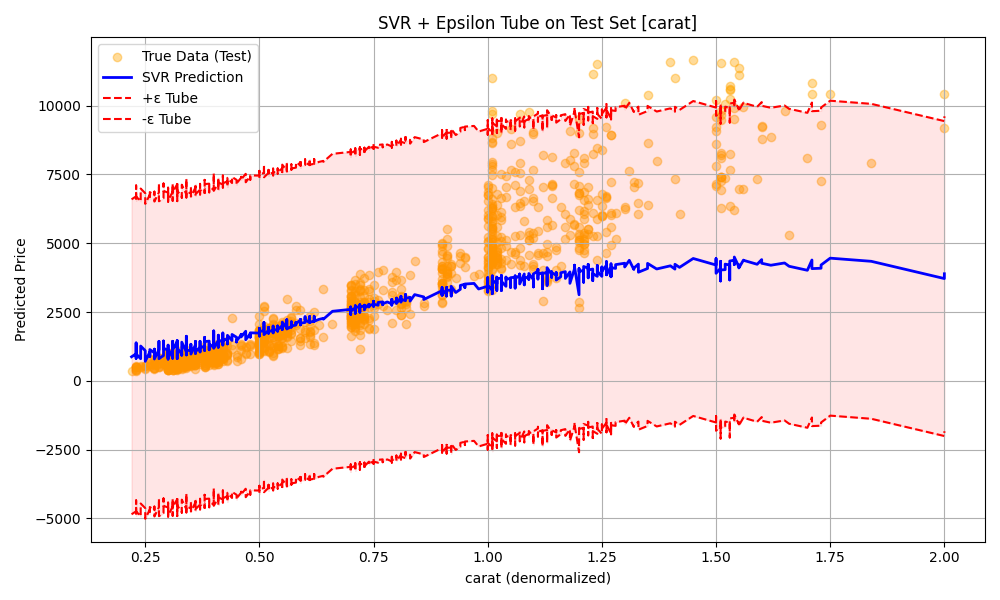 SVR + Epsilon Tube on Test Set [carat]
True Data (Test)
SVR Prediction
+ε Tube
-ε Tube
Predicted Price
10000
7500
5000
2500
0
−2500
−5000
0.25 0.50 0.75 1.00 1.25 1.50 1.75 2.00
carat (denormalized)